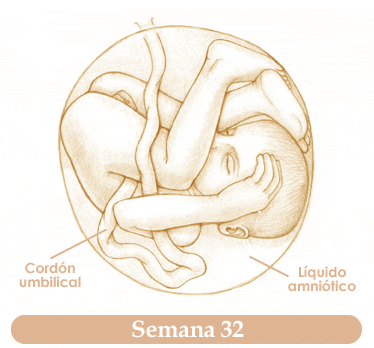 Cordón
umbilical
Líquido
amniótico
Semana 32